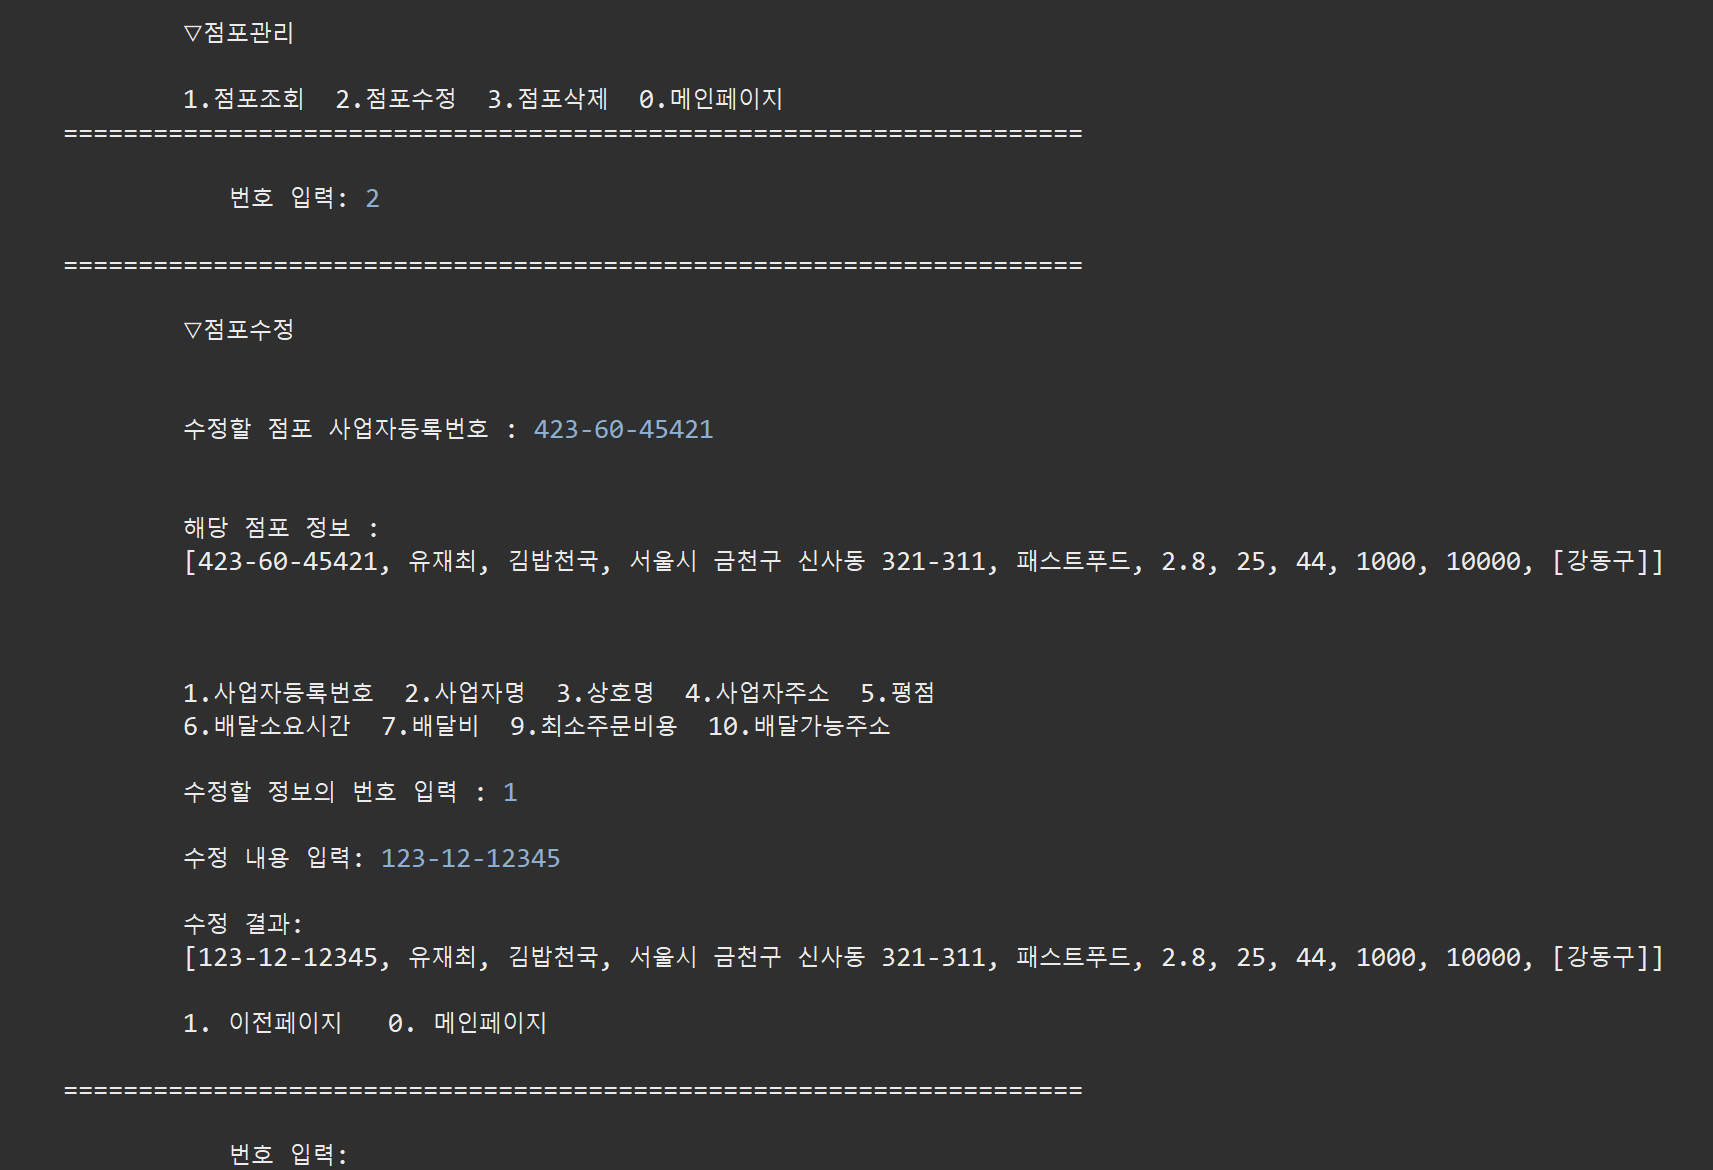 ▽점포관리
1.점포조회  2.점포수정  3.점포삭제  0.메인페이지
====================================================================
번호 입력: 2
====================================================================
▽점포수정
수정할 점포 사업자등록번호 : 423-60-45421
해당 점포 정보 :
[423-60-45421, 유재최, 김밥천국, 서울시 금천구 신사동 321-311, 패스트푸드, 2.8, 25, 44, 1000, 10000, [강동구]]
1.사업자등록번호  2.사업자명  3.상호명  4.사업자주소  5.평점
6.배달소요시간  7.배달비  9.최소주문비용  10.배달가능주소
수정할 정보의 번호 입력 : 1
수정 내용 입력: 123-12-12345
수정 결과:
[123-12-12345, 유재최, 김밥천국, 서울시 금천구 신사동 321-311, 패스트푸드, 2.8, 25, 44, 1000, 10000, [강동구]]
1. 이전페이지   0. 메인페이지
====================================================================
번호 입력: